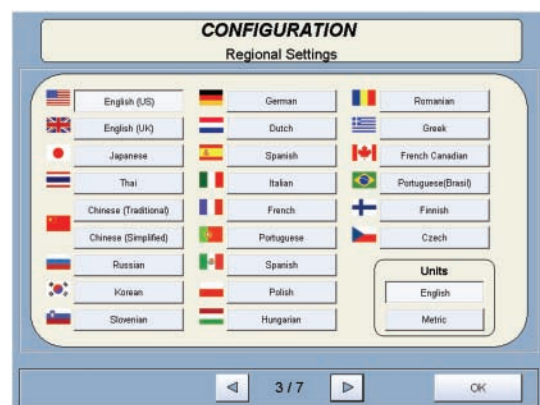 CONFIGURATION
Regional Settings
English (US)
German
Romanian
English (UK)
Dutch
Greek
Japanese
Spanish
French Canadian
Thai
Italian
Portuguese(Brasil)
Chinese (Traditional)
French
Finnish
Chinese (Simplified)
Portuguese
Czech
Russian
Spanish
Units
Korean
Polish
English
Slovenian
Hungarian
Metric
3 / 7
OK